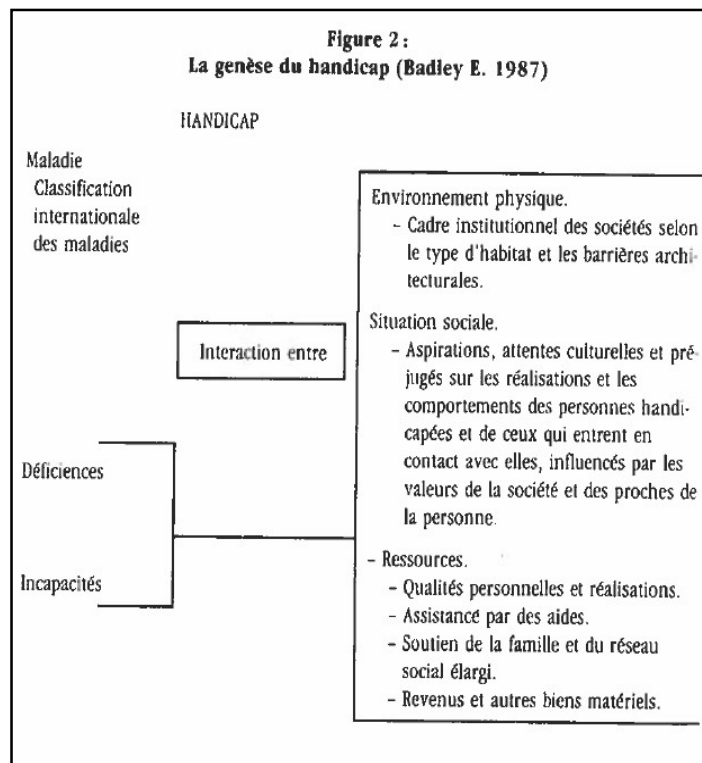 Figure 2 :
La genèse du handicap (Badley E. 1987)
HANDICAP
Maladie
Classification
internationale
des maladies
Interaction entre
Déficiences
Incapacités
Environnement physique.
– Cadre institutionnel des sociétés selon
le type d'habitat et les barrières archi-
tecturales.
Situation sociale.
– Aspirations, attentes culturelles et pré-
jugés sur les réalisations et les
comportements des personnes handi-
capées et de ceux qui entrent en
contact avec elles, influencés par les
valeurs de la société et des proches de
la personne.
– Ressources.
– Qualités personnelles et réalisations.
– Assistance par des aides.
– Soutien de la famille et du réseau
social élargi.
– Revenus et autres biens matériels.